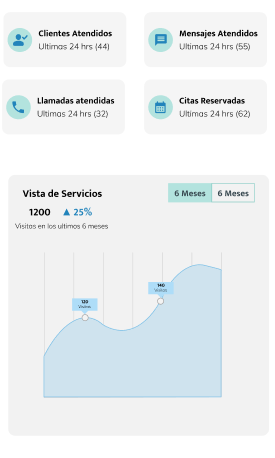 Clientes Atendidos
Ultimas 24 hrs (44)
Mensajes Atendidos
Ultimas 24 hrs (55)
Llamadas atendidas
Ultimas 24 hrs (32)
Citas Reservadas
Ultimas 24 hrs (62)
Vista de Servicios
6 Meses
6 Meses
1200 ▲ 25%
Visitas en los ultimos 6 meses
120
Visitas
140
Visitas